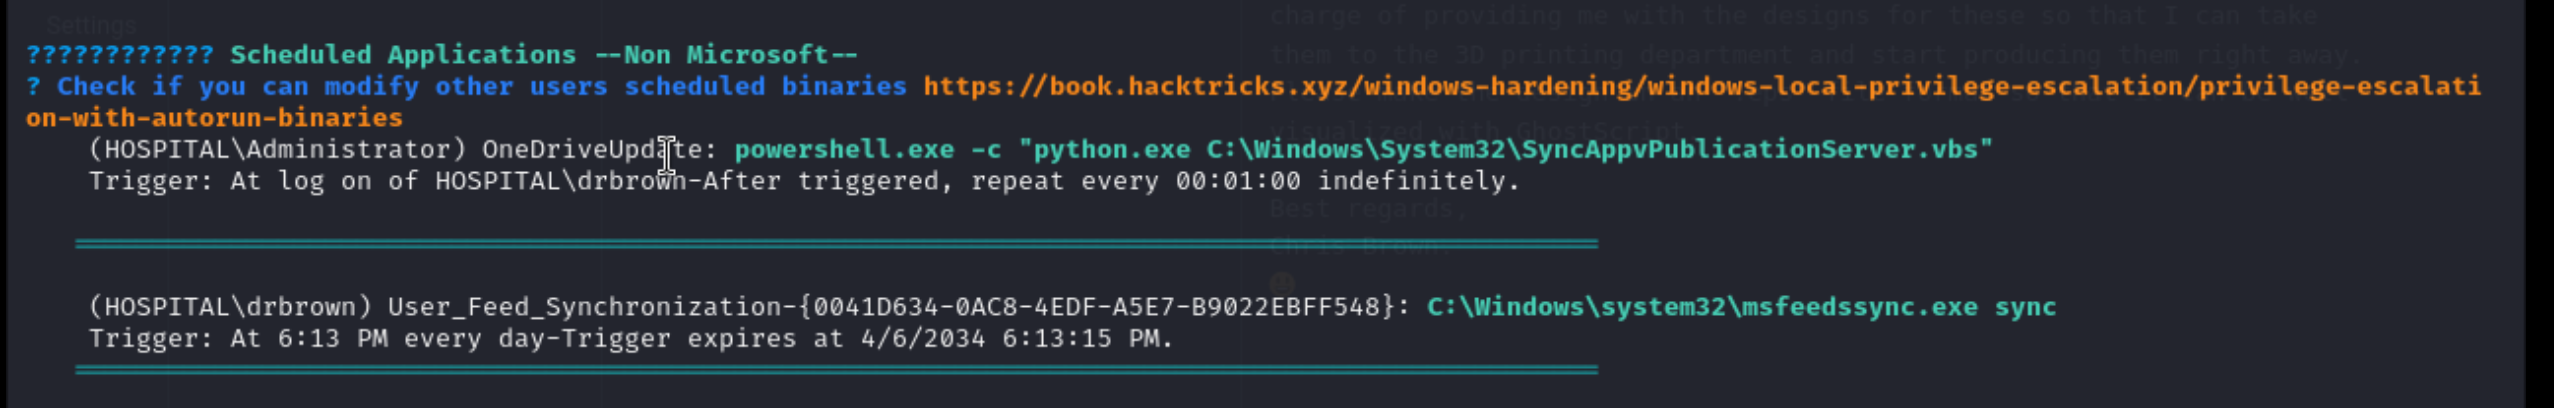 Settings
charge of providing me with the designs for these so that I can take
???????????? Scheduled Applications --Non Microsoft--
them to the 3D printing department and start producing them right away.
? Check if you can modify other users scheduled binaries https://book.hacktricks.xyz/windows-hardening/windows-local-privilege-escalation/privilege-escalati
on-with-autorun-binaries
visualized with GhostScript.
(HOSPITAL\Administrator) OneDriveUpdate: powershell.exe -c "python.exe C:\Windows\System32\SyncAppvPublicationServer.vbs"
Trigger: At log on of HOSPITAL\drbrown-After triggered, repeat every 00:01:00 indefinitely.
Best regards,
Chris Brown.
(HOSPITAL\drbrown) User_Feed_Synchronization-{0041D634-0AC8-4EDF-A5E7-B9022EBFF548}: C:\Windows\system32\msfeedssync.exe sync
Trigger: At 6:13 PM every day-Trigger expires at 4/6/2034 6:13:15 PM.